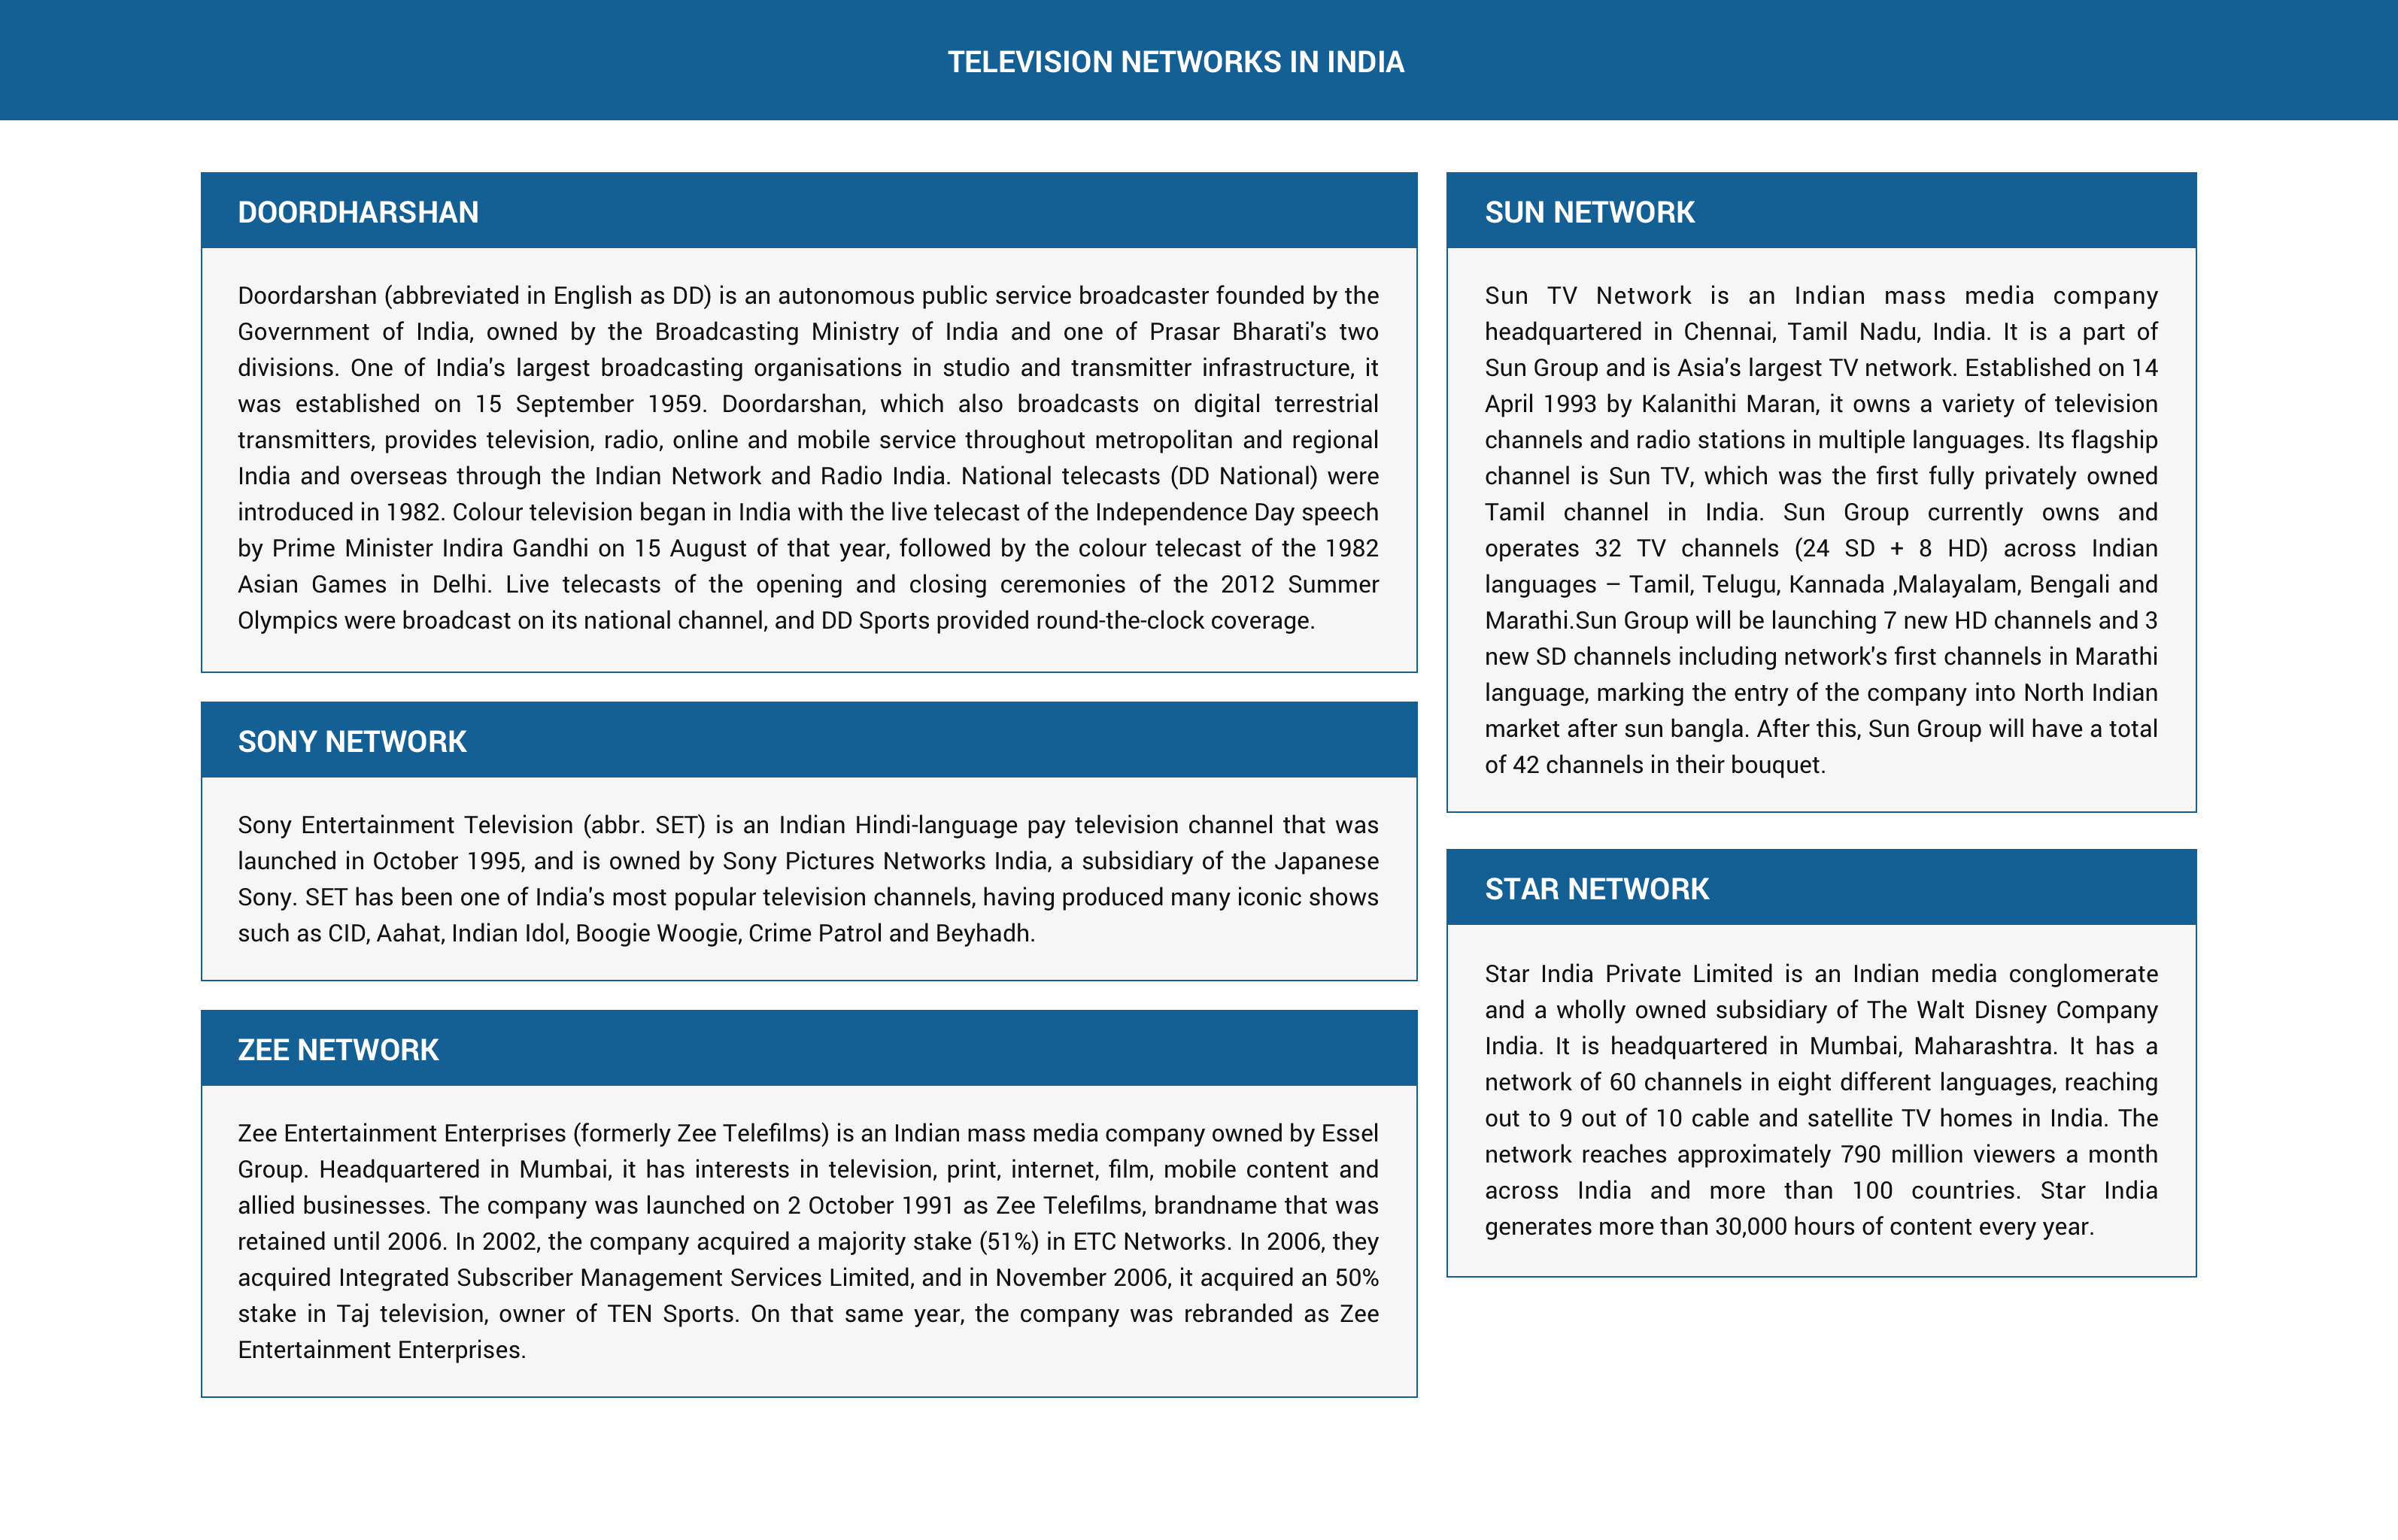 TELEVISION NETWORKS IN INDIA
DOORDHARSHAN
Doordarshan (abbreviated in English as DD) is an autonomous public service broadcaster founded by the
Government of India, owned by the Broadcasting Ministry of India and one of Prasar Bharati's two
divisions. One of India's largest broadcasting organisations in studio and transmitter infrastructure, it
was established on 15 September 1959. Doordarshan, which also broadcasts on digital terrestrial
transmitters, provides television, radio, online and mobile service throughout metropolitan and regional
India and overseas through the Indian Network and Radio India. National telecasts (DD National) were
introduced in 1982. Colour television began in India with the live telecast of the Independence Day speech
by Prime Minister Indira Gandhi on 15 August of that year, followed by the colour telecast of the 1982
Asian Games in Delhi. Live telecasts of the opening and closing ceremonies of the 2012 Summer
Olympics were broadcast on its national channel, and DD Sports provided round-the-clock coverage.
SONY NETWORK
Sony Entertainment Television (abbr. SET) is an Indian Hindi-language pay television channel that was
launched in October 1995, and is owned by Sony Pictures Networks India, a subsidiary of the Japanese
Sony. SET has been one of India's most popular television channels, having produced many iconic shows
such as CID, Aahat, Indian Idol, Boogie Woogie, Crime Patrol and Beyhadh.
ZEE NETWORK
Zee Entertainment Enterprises (formerly Zee Telefilms) is an Indian mass media company owned by Essel
Group. Headquartered in Mumbai, it has interests in television, print, internet, film, mobile content and
allied businesses. The company was launched on 2 October 1991 as Zee Telefilms, brandname that was
retained until 2006. In 2002, the company acquired a majority stake (51%) in ETC Networks. In 2006, they
acquired Integrated Subscriber Management Services Limited, and in November 2006, it acquired an 50%
stake in Taj television, owner of TEN Sports. On that same year, the company was rebranded as Zee
Entertainment Enterprises.
SUN NETWORK
Sun TV Network is an Indian mass media company
headquartered in Chennai, Tamil Nadu, India. It is a part of
Sun Group and is Asia's largest TV network. Established on 14
April 1993 by Kalanithi Maran, it owns a variety of television
channels and radio stations in multiple languages. Its flagship
channel is Sun TV, which was the first fully privately owned
Tamil channel in India. Sun Group currently owns and
operates 32 TV channels (24 SD + 8 HD) across Indian
languages – Tamil, Telugu, Kannada ,Malayalam, Bengali and
Marathi.Sun Group will be launching 7 new HD channels and 3
new SD channels including network's first channels in Marathi
language, marking the entry of the company into North Indian
market after sun bangla. After this, Sun Group will have a total
of 42 channels in their bouquet.
STAR NETWORK
Star India Private Limited is an Indian media conglomerate
and a wholly owned subsidiary of The Walt Disney Company
India. It is headquartered in Mumbai, Maharashtra. It has a
network of 60 channels in eight different languages, reaching
out to 9 out of 10 cable and satellite TV homes in India. The
network reaches approximately 790 million viewers a month
across India and more than 100 countries. Star India
generates more than 30,000 hours of content every year.